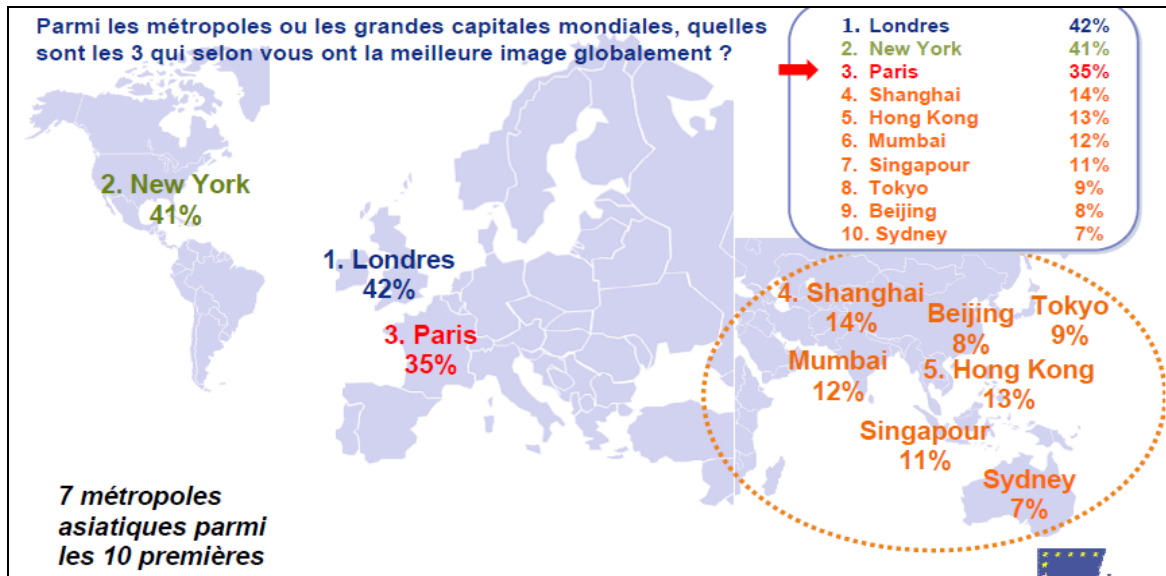 Parmi les métropoles ou les grandes capitales mondiales, quelles
sont les 3 qui selon vous ont la meilleure image globalement ?
1. Londres 42%
2. New York 41%
3. Paris 35%
4. Shanghai 14%
5. Hong Kong 13%
6. Mumbai 12%
7. Singapour 11%
8. Tokyo 9%
9. Beijing 8%
10. Sydney 7%
2. New York
41%
1. Londres
42%
3. Paris
35%
4. Shanghai
14%
Beijing
8%
Tokyo
9%
Mumbai
12%
5. Hong Kong
13%
Singapour
11%
Sydney
7%
7 métropoles
asiatiques parmi
les 10 premières